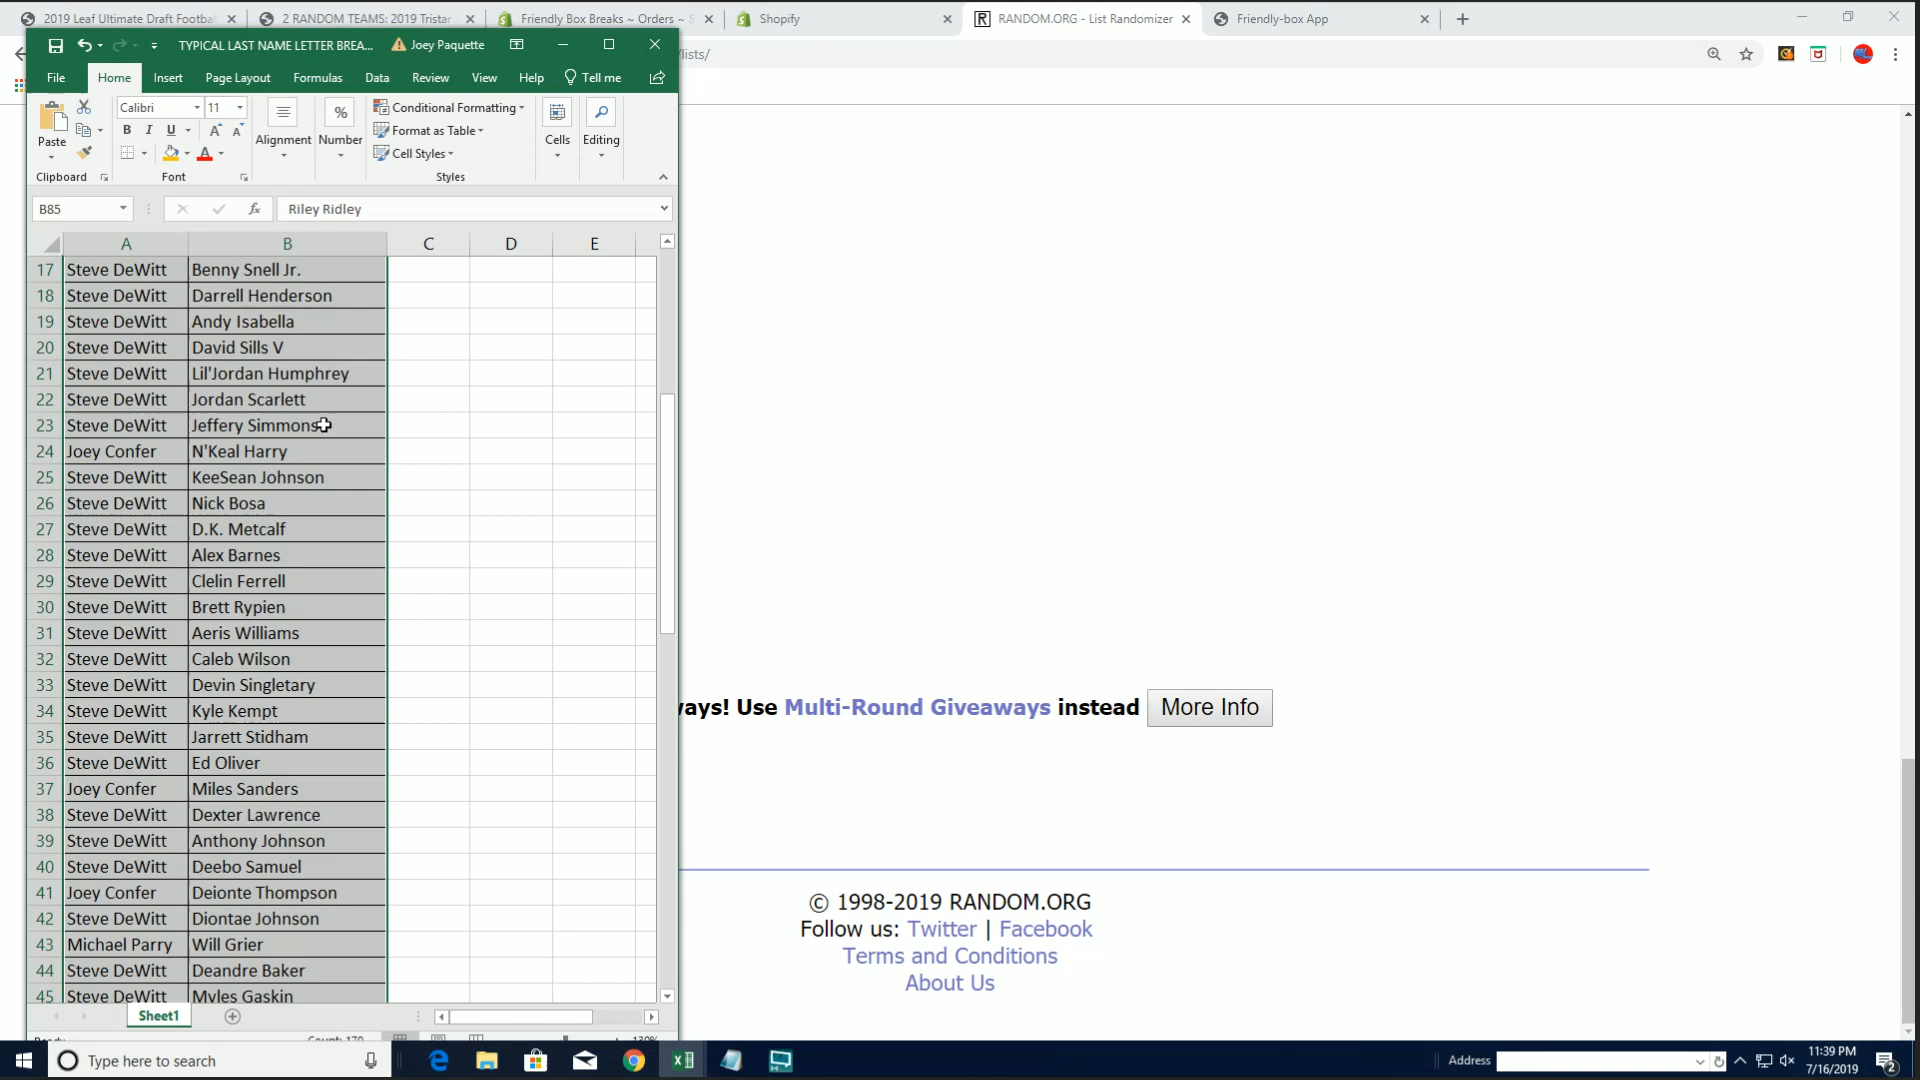 2019 Leaf Ultimate Draft Footbal
2 RANDOM TEAMS: 2019 Tristar
Friendly Box Breaks ~ Orders ~ S
Shopify
RANDOM.ORG - List Randomizer
Friendly-box App
TYPICAL LAST NAME LETTER BREA...
Joey Paquette
/lists/
File Home Insert Page Layout Formulas Data Review View Help Tell me
Calibri 11
Paste
B I U
Alignment
Number
Conditional Formatting
Format as Table
Cell Styles
Cells
Editing
Clipboard Font Styles
B85 fx Riley Ridley
A B C D E
17 Steve DeWitt Benny Snell Jr.
18 Steve DeWitt Darrell Henderson
19 Steve DeWitt Andy Isabella
20 Steve DeWitt David Sills V
21 Steve DeWitt Lil'Jordan Humphrey
22 Steve DeWitt Jordan Scarlett
23 Steve DeWitt Jeffery Simmons
24 Joey Confer N'Keal Harry
25 Steve DeWitt KeeSean Johnson
26 Steve DeWitt Nick Bosa
27 Steve DeWitt D.K. Metcalf
28 Steve DeWitt Alex Barnes
29 Steve DeWitt Clelin Ferrell
30 Steve DeWitt Brett Rypien
31 Steve DeWitt Aeris Williams
32 Steve DeWitt Caleb Wilson
33 Steve DeWitt Devin Singletary
34 Steve DeWitt Kyle Kempt
35 Steve DeWitt Jarrett Stidham
36 Steve DeWitt Ed Oliver
37 Joey Confer Miles Sanders
38 Steve DeWitt Dexter Lawrence
39 Steve DeWitt Anthony Johnson
40 Steve DeWitt Deebo Samuel
41 Joey Confer Deionte Thompson
42 Steve DeWitt Diontae Johnson
43 Michael Parry Will Grier
44 Steve DeWitt Deandre Baker
45 Steve DeWitt Myles Gaskin
Sheet1
ways! Use Multi-Round Giveaways instead More Info
© 1998-2019 RANDOM.ORG
Follow us: Twitter | Facebook
Terms and Conditions
About Us
Type here to search
Address
11:39 PM
7/16/2019
2